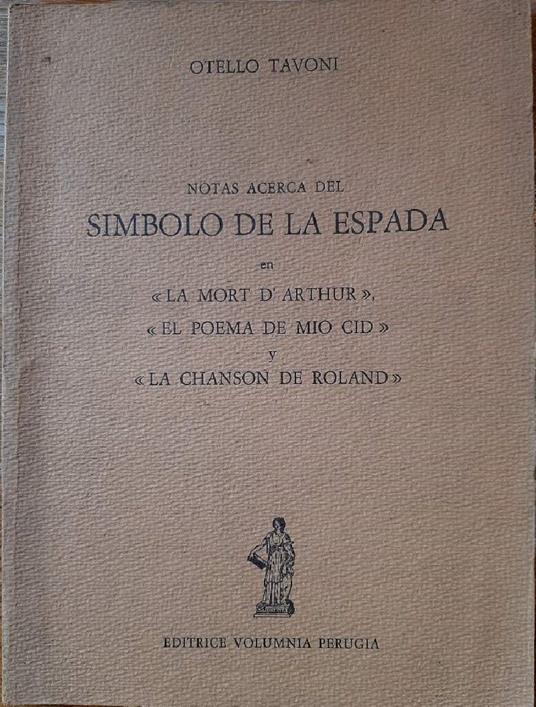 OTELLO TAVONI
NOTAS ACERCA DEL
SIMBOLO DE LA ESPADA
en
« LA MORT D' ARTHUR »,
« EL POEMA DE MIO CID »
y
« LA CHANSON DE ROLAND »
EDITRICE VOLUMNIA PERUGIA